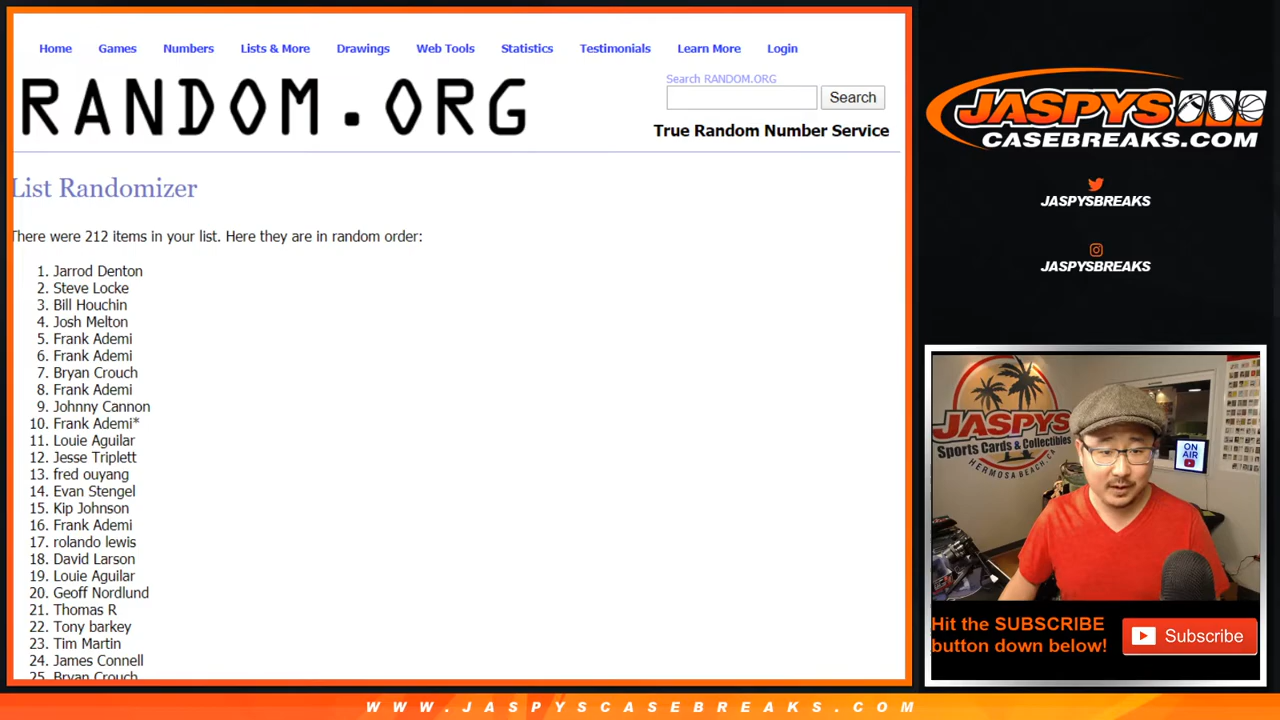 Home Games Numbers Lists & More Drawings Web Tools Statistics Testimonials Learn More Login
RANDOM.ORG
Search RANDOM.ORG
Search
True Random Number Service
List Randomizer
There were 212 items in your list. Here they are in random order:
1. Jarrod Denton
2. Steve Locke
3. Bill Houchin
4. Josh Melton
5. Frank Ademi
6. Frank Ademi
7. Bryan Crouch
8. Frank Ademi
9. Johnny Cannon
10. Frank Ademi*
11. Louie Aguilar
12. Jesse Triplett
13. fred ouyang
14. Evan Stengel
15. Kip Johnson
16. Frank Ademi
17. rolando lewis
18. David Larson
19. Louie Aguilar
20. Geoff Nordlund
21. Thomas R
22. Tony barkey
23. Tim Martin
24. James Connell
25. Bryan Crouch
JASPYS
CASEBREAKS.COM
JASPYSBREAKS
JASPYSBREAKS
JASPYS
Sports Cards & Collectibles
HERMOSA BEACH, CA
ON
AIR
Hit the SUBSCRIBE
button down below!
Subscribe
WWW.JASPYSCASEBREAKS.COM